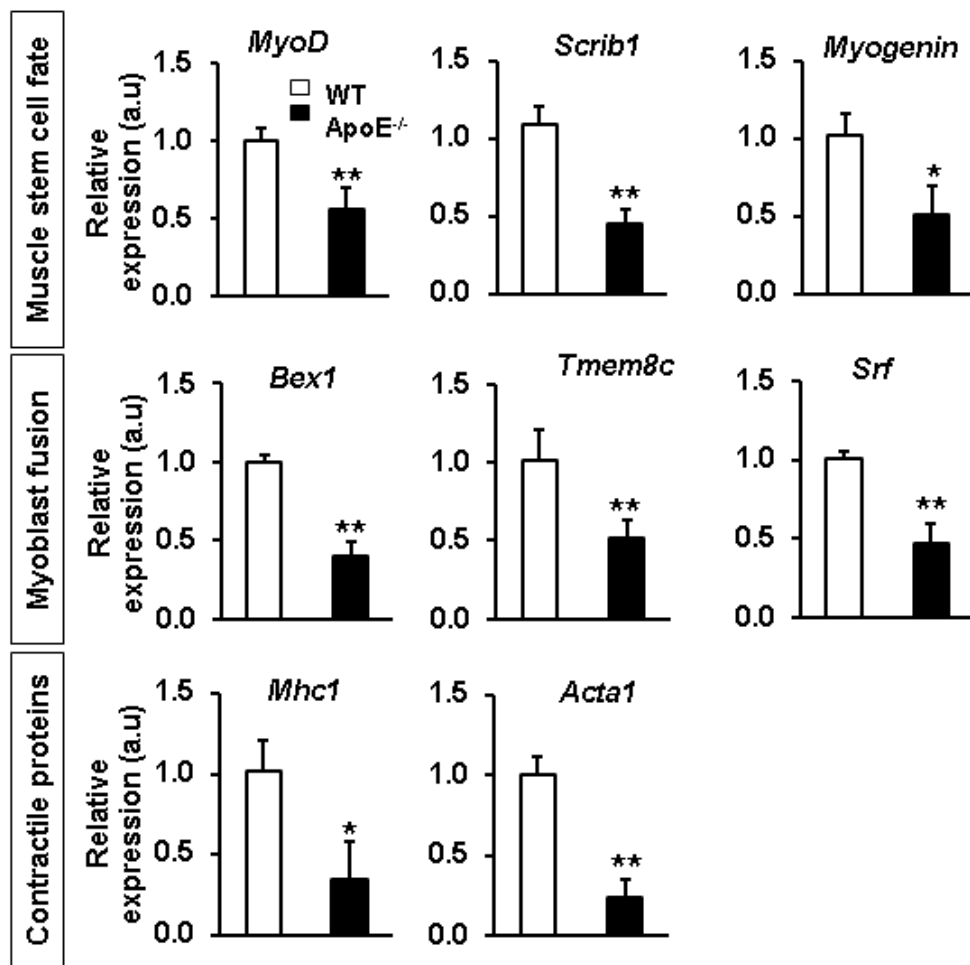 Muscle stem cell fate
Relative
expression (a.u)
MyoD
1.5
1.0
0.5
0.0
WT
ApoE-/-
**
Scrib1
1.5
1.0
0.5
0.0
**
Myogenin
1.5
1.0
0.5
0.0
*
Myoblast fusion
Relative
expression (a.u)
Bex1
1.5
1.0
0.5
0.0
**
Tmem8c
1.5
1.0
0.5
0.0
**
Srf
1.5
1.0
0.5
0.0
**
Contractile proteins
Relative
expression (a.u)
Mhc1
1.5
1.0
0.5
0.0
*
Acta1
1.5
1.0
0.5
0.0
**